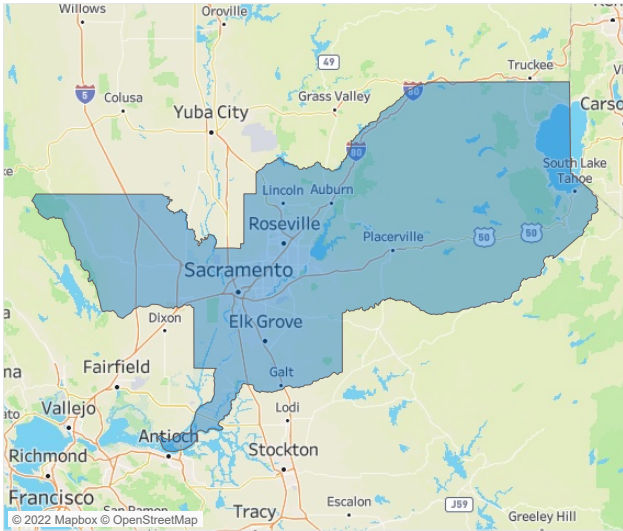 Willows
Oroville
49
Truckee
5
Colusa
Grass Valley
80
Yuba City
Carso
80
South Lake
Tahoe
Lincoln
Auburn
Roseville
Placerville
50
50
Sacramento
Dixon
Elk Grove
Fairfield
Galt
Vallejo
Lodi
Antioch
Richmond
Stockton
Francisco
San Ramon
Tracy
Escalon
J59
Greeley Hill
© 2022 Mapbox © OpenStreetMap